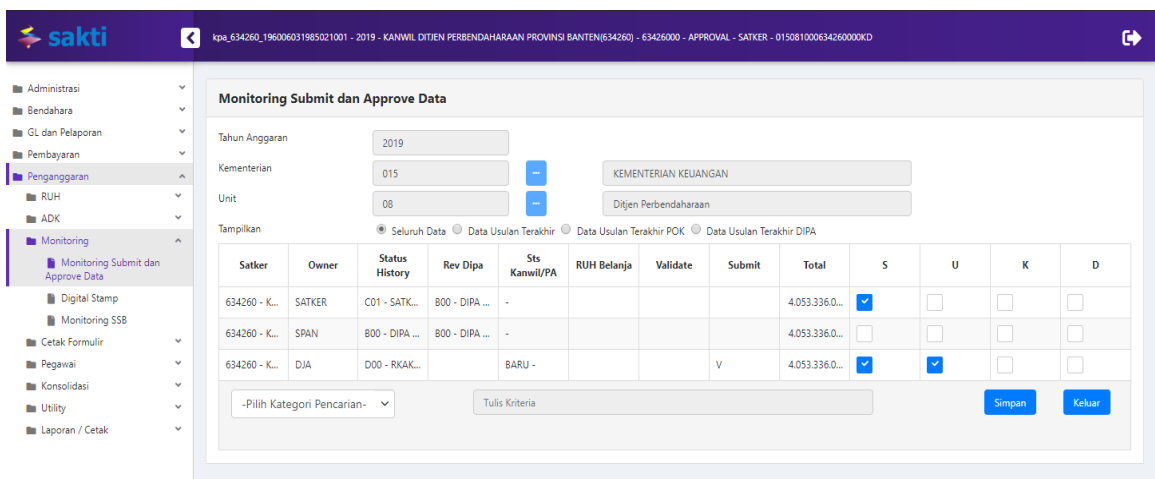 sakti
kpa_634260_196006031985021001 - 2019 - KANWIL DITJEN PERBENDAHARAAN PROVINSI BANTEN(634260) - 63426000 - APPROVAL - SATKER - 015081000634260000KD
Administrasi
Bendahara
GL dan Pelaporan
Pembayaran
Penganggaran
RUH
ADK
Monitoring
Monitoring Submit dan
Approve Data
Digital Stamp
Monitoring SSB
Cetak Formulir
Pegawai
Konsolidasi
Utility
Laporan / Cetak
Monitoring Submit dan Approve Data
Tahun Anggaran 2019
Kementerian 015 ... KEMENTERIAN KEUANGAN
Unit 08 ... Ditjen Perbendaharaan
Tampilkan Seluruh Data Data Usulan Terakhir Data Usulan Terakhir POK Data Usulan Terakhir DIPA
Satker Owner Status History Rev Dipa Sts Kanwil/PA RUH Belanja Validate Submit Total S U K D
634260 - K... SATKER C01 - SATK... B00 - DIPA ... - 4.053.336.0...
634260 - K... SPAN B00 - DIPA ... B00 - DIPA ... - 4.053.336.0...
634260 - K... DJA D00 - RKAK... BARU - V 4.053.336.0...
-Pilih Kategori Pencarian- Tulis Kriteria Simpan Keluar